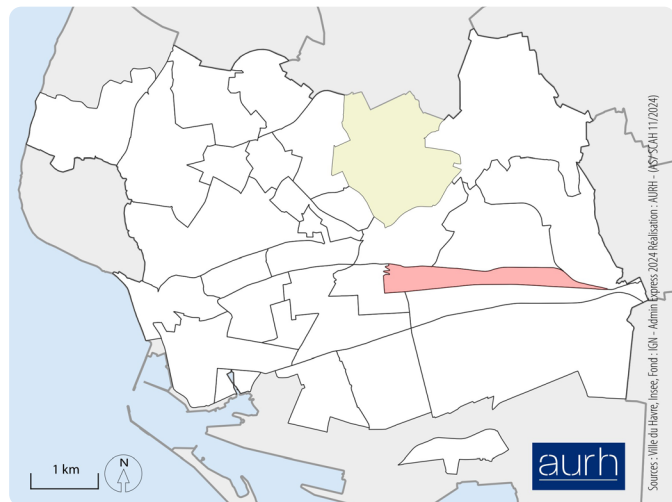 Sources : Ville du Havre, Insee, Fond : IGN - Admin Express 2024 Réalisation : AURH - (AS/ SCAH 11/2024)
N
1 km
aurh